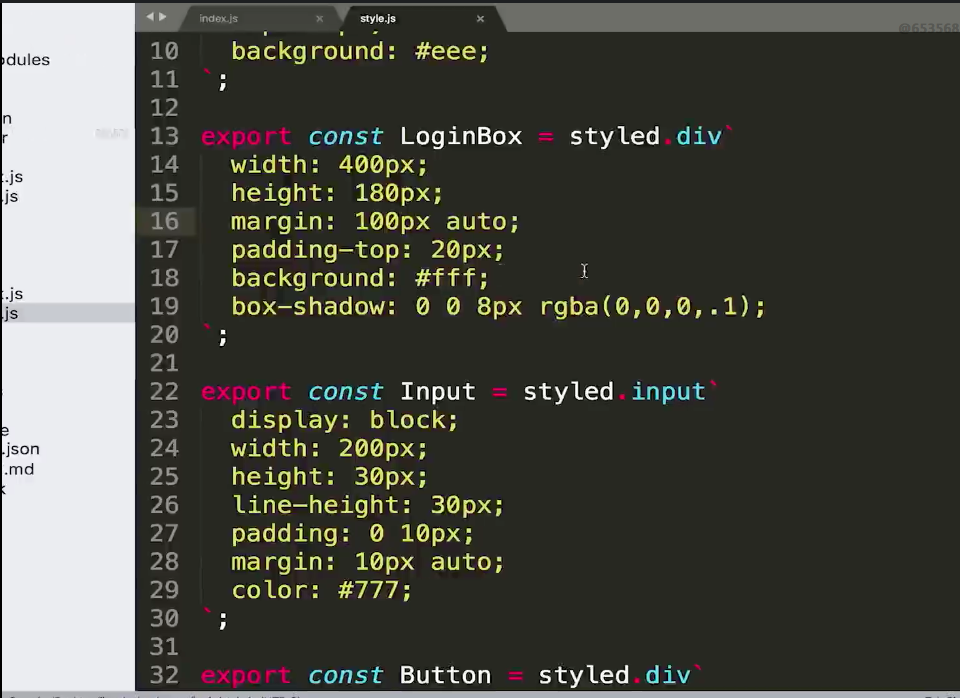 index.js
style.js
@653568
odules
n
r
.js
.js
.js
.js
e
.json
.md
10 background: #eee;
11 `;
12
13 export const LoginBox = styled.div`
14 width: 400px;
15 height: 180px;
16 margin: 100px auto;
17 padding-top: 20px;
18 background: #fff;
19 box-shadow: 0 0 8px rgba(0,0,0,.1);
20 `;
21
22 export const Input = styled.input`
23 display: block;
24 width: 200px;
25 height: 30px;
26 line-height: 30px;
27 padding: 0 10px;
28 margin: 10px auto;
29 color: #777;
30 `;
31
32 export const Button = styled.div`